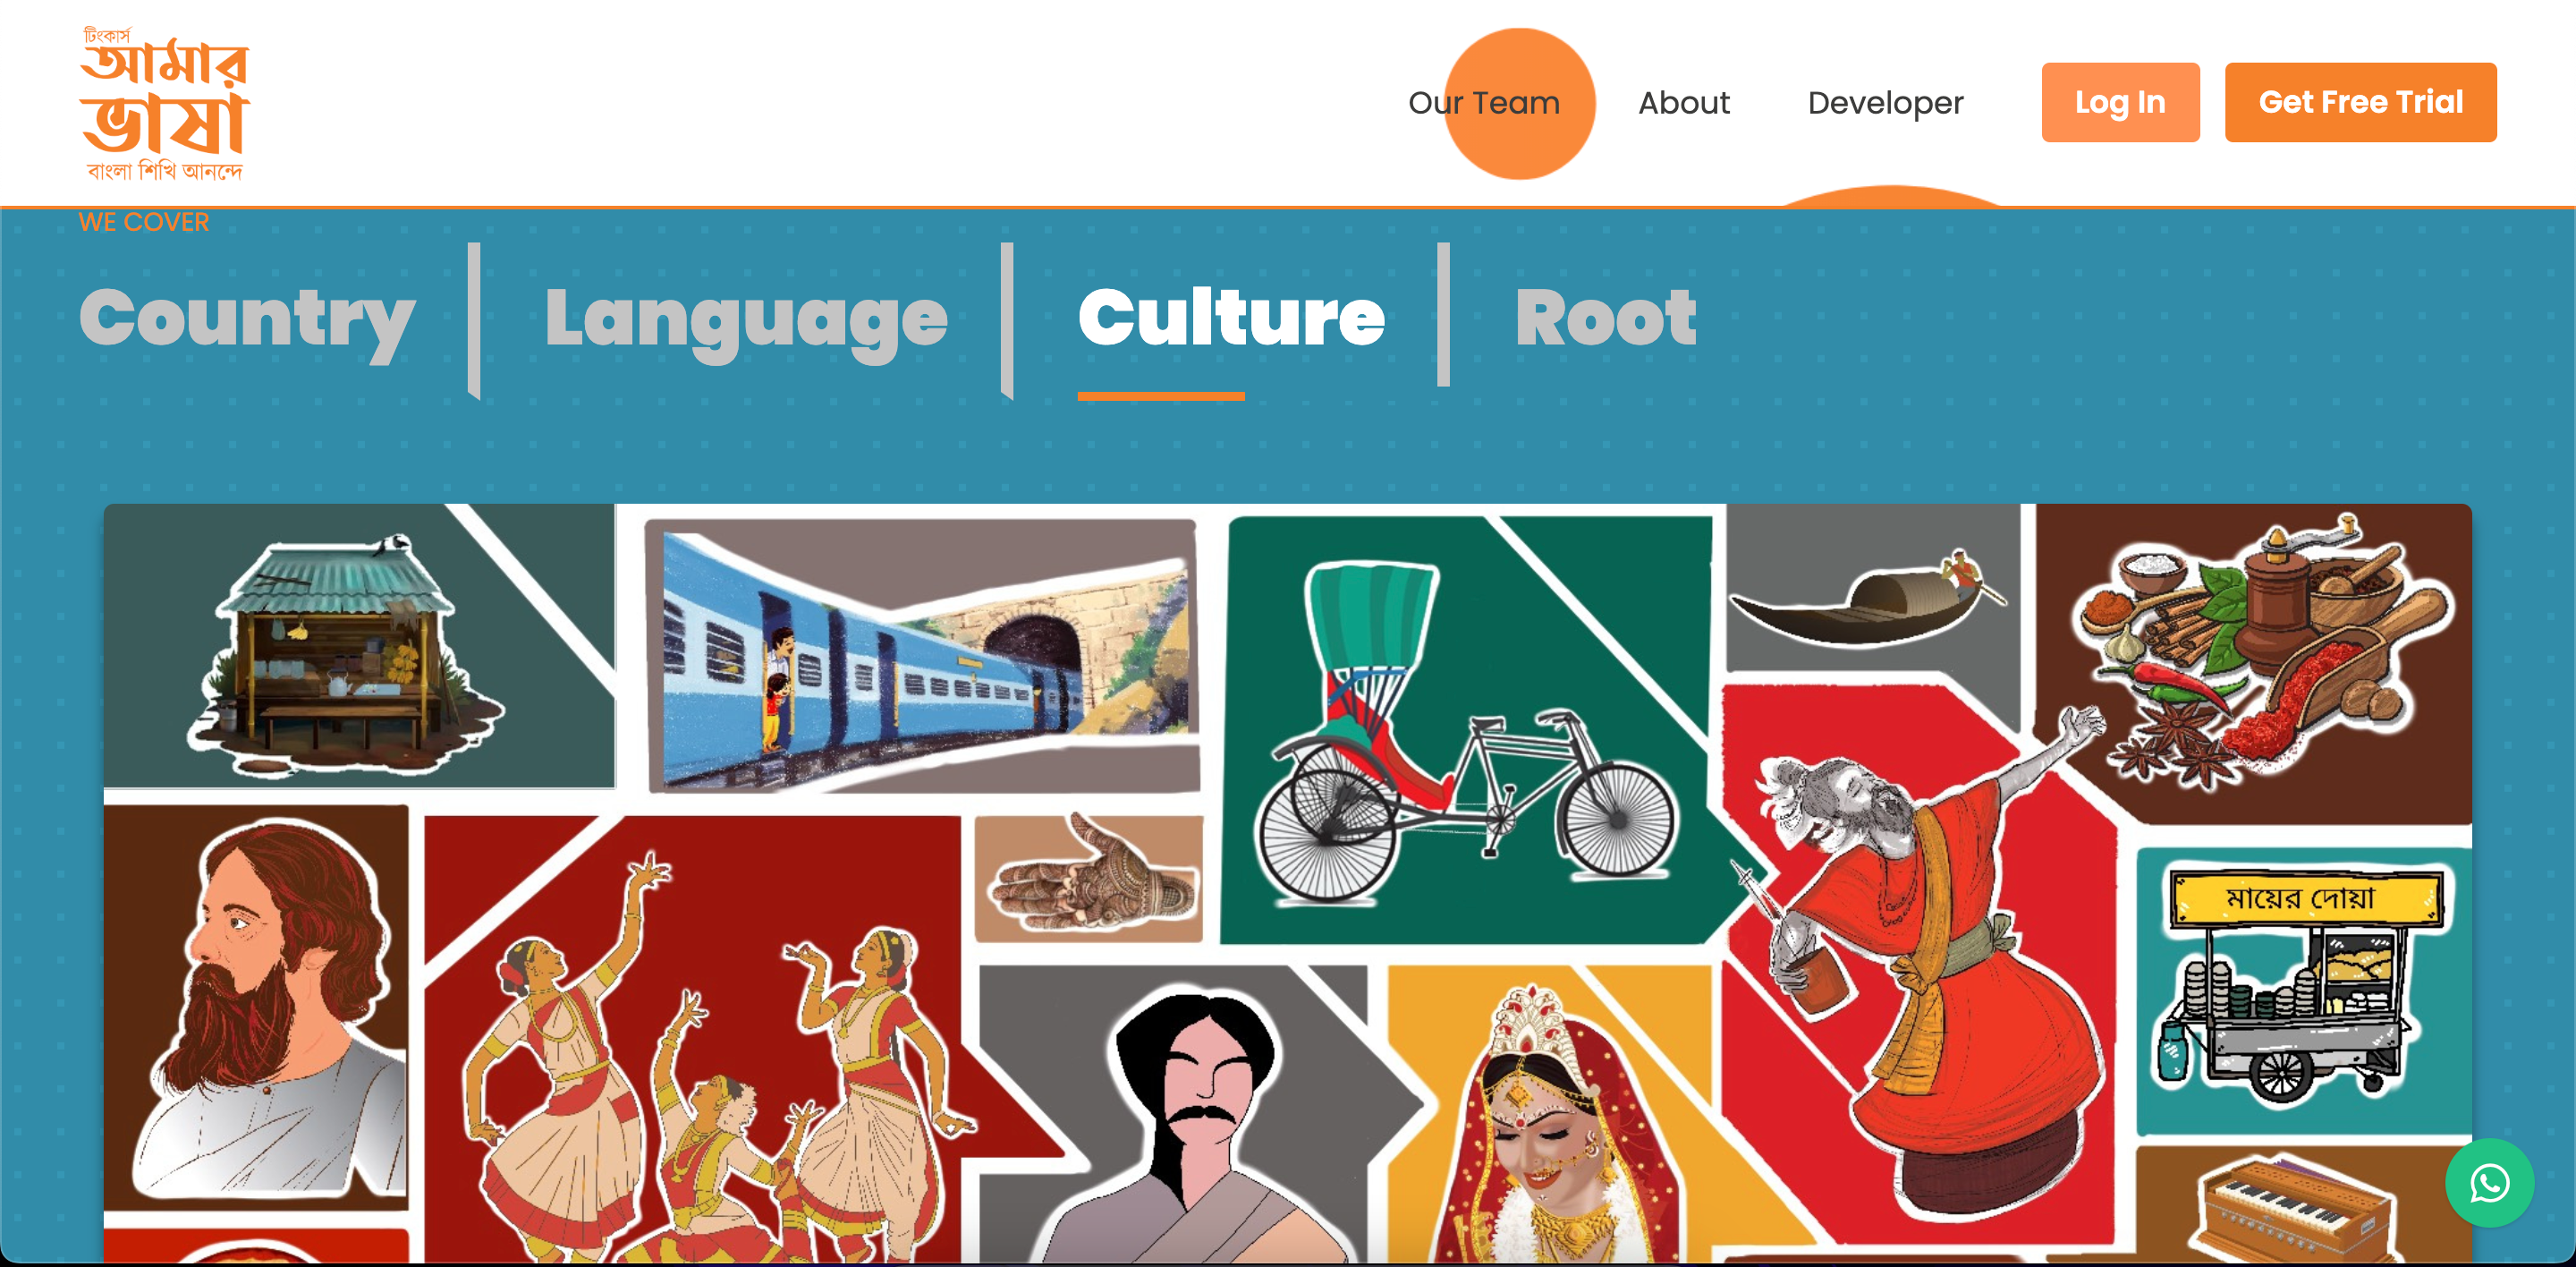 টিংকার্স
আমার
ভাষা
বাংলা শিখি আনন্দে
Our Team
About
Developer
Log In
Get Free Trial
WE COVER
Country
Language
Culture
Root
মায়ের দোয়া